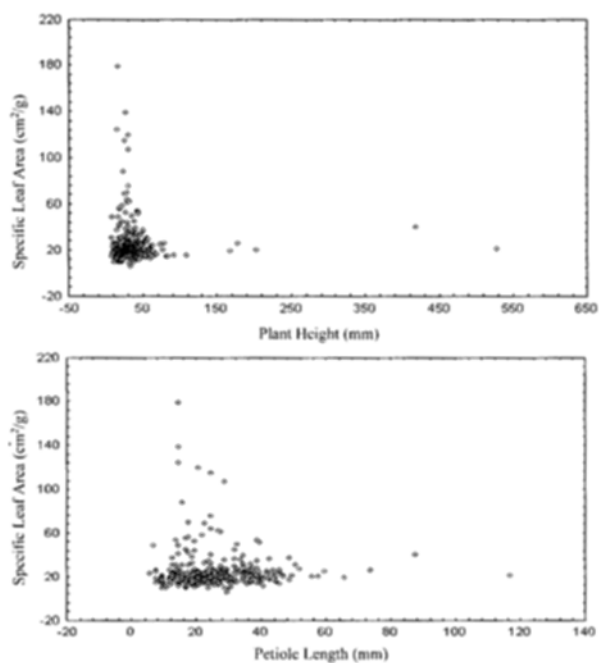 220
180
140
100
60
20
-20
Specific Leaf Area (cm²/g)
-50 50 150 250 350 450 550 650
Plant Height (mm)
220
180
140
100
60
20
-20
Specific Leaf Area (cm²/g)
-20 0 20 40 60 80 100 120 140
Petiole Length (mm)